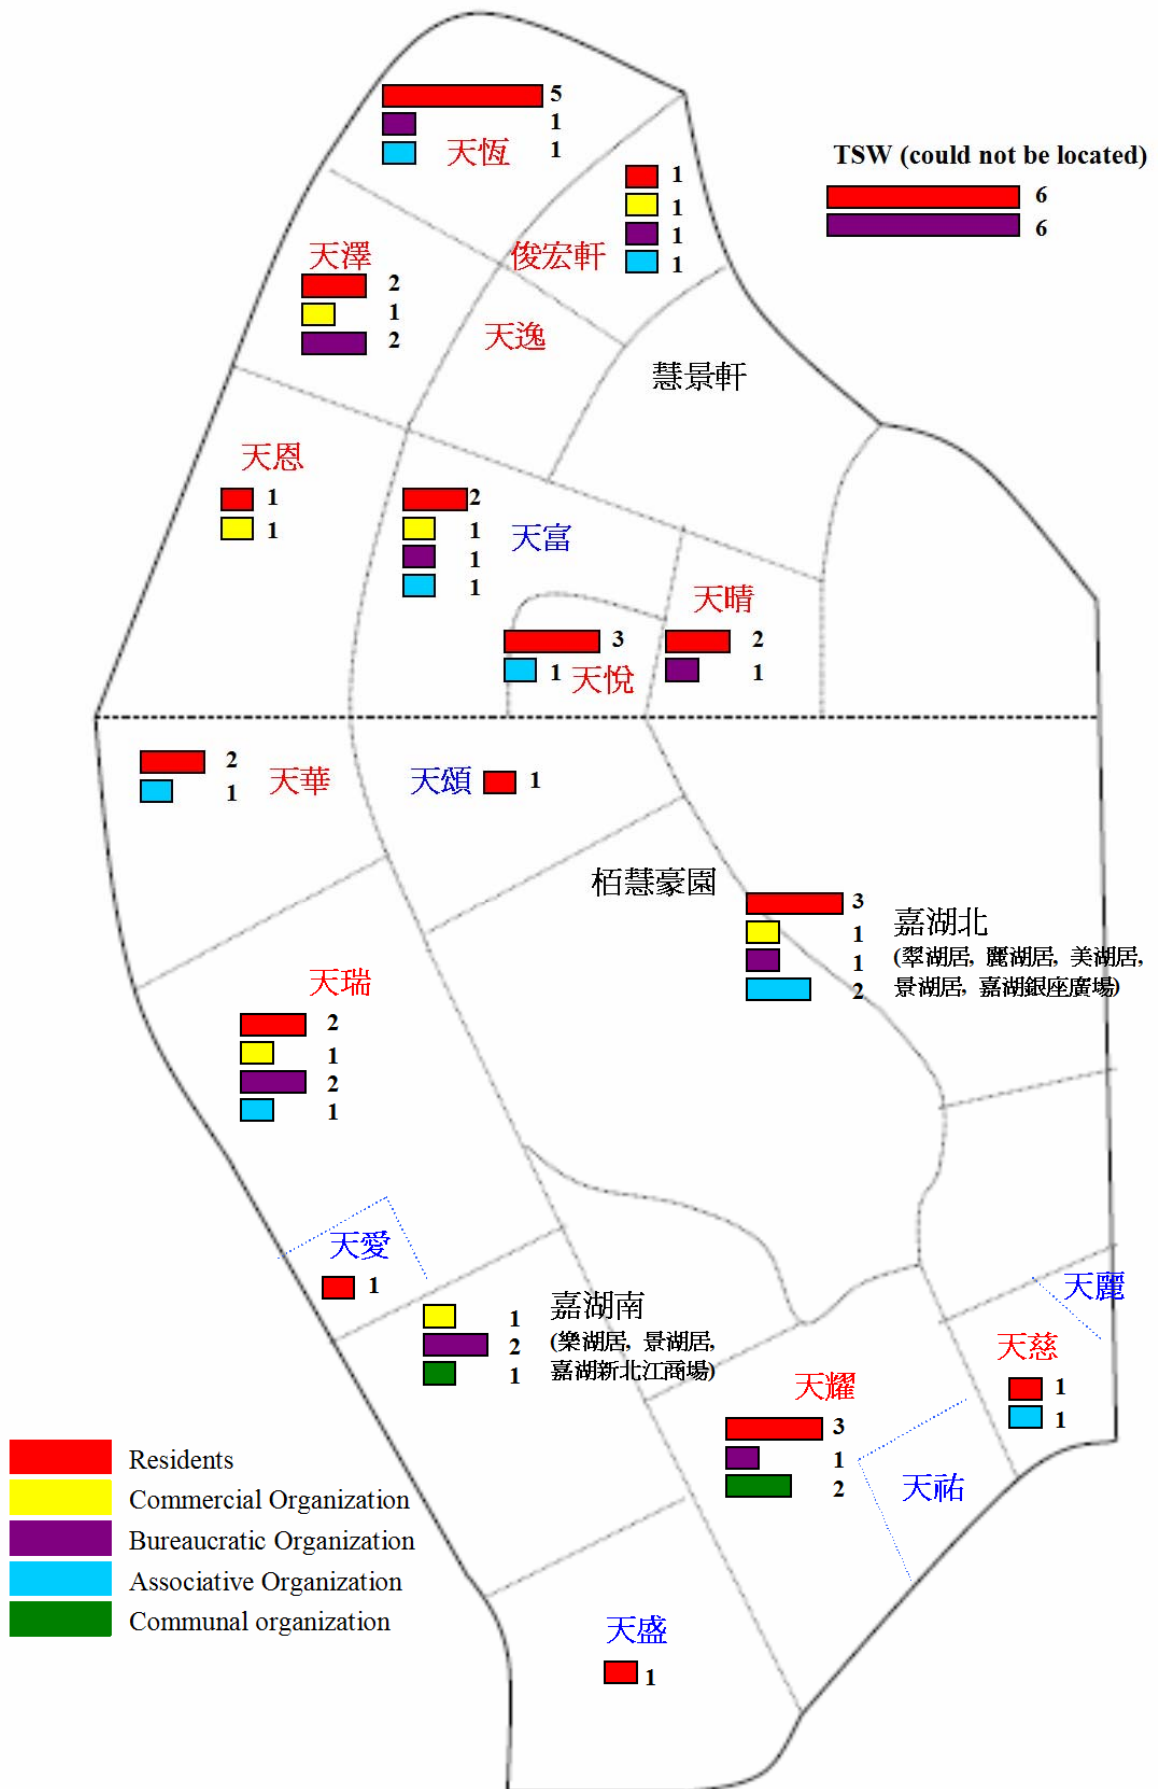 5
1
天恆 1
TSW (could not be located)
6
6
1
1
1
1
俊宏軒
天澤
2
1
2
天逸
慧景軒
天恩
1
1
2
1
1
1
天富
天晴
2
1
3
1 天悅
2
1
天華
天頌 1
栢慧豪園
3
1
1
2
嘉湖北
(翠湖居, 麗湖居, 美湖居,
景湖居, 嘉湖銀座廣場)
天瑞
2
1
2
1
天愛
1
1
2
1
嘉湖南
(樂湖居, 景湖居,
嘉湖新北江商場)
天麗
天慈
1
1
天耀
3
1
2
天祐
Residents
Commercial Organization
Bureaucratic Organization
Associative Organization
Communal organization
天盛
1